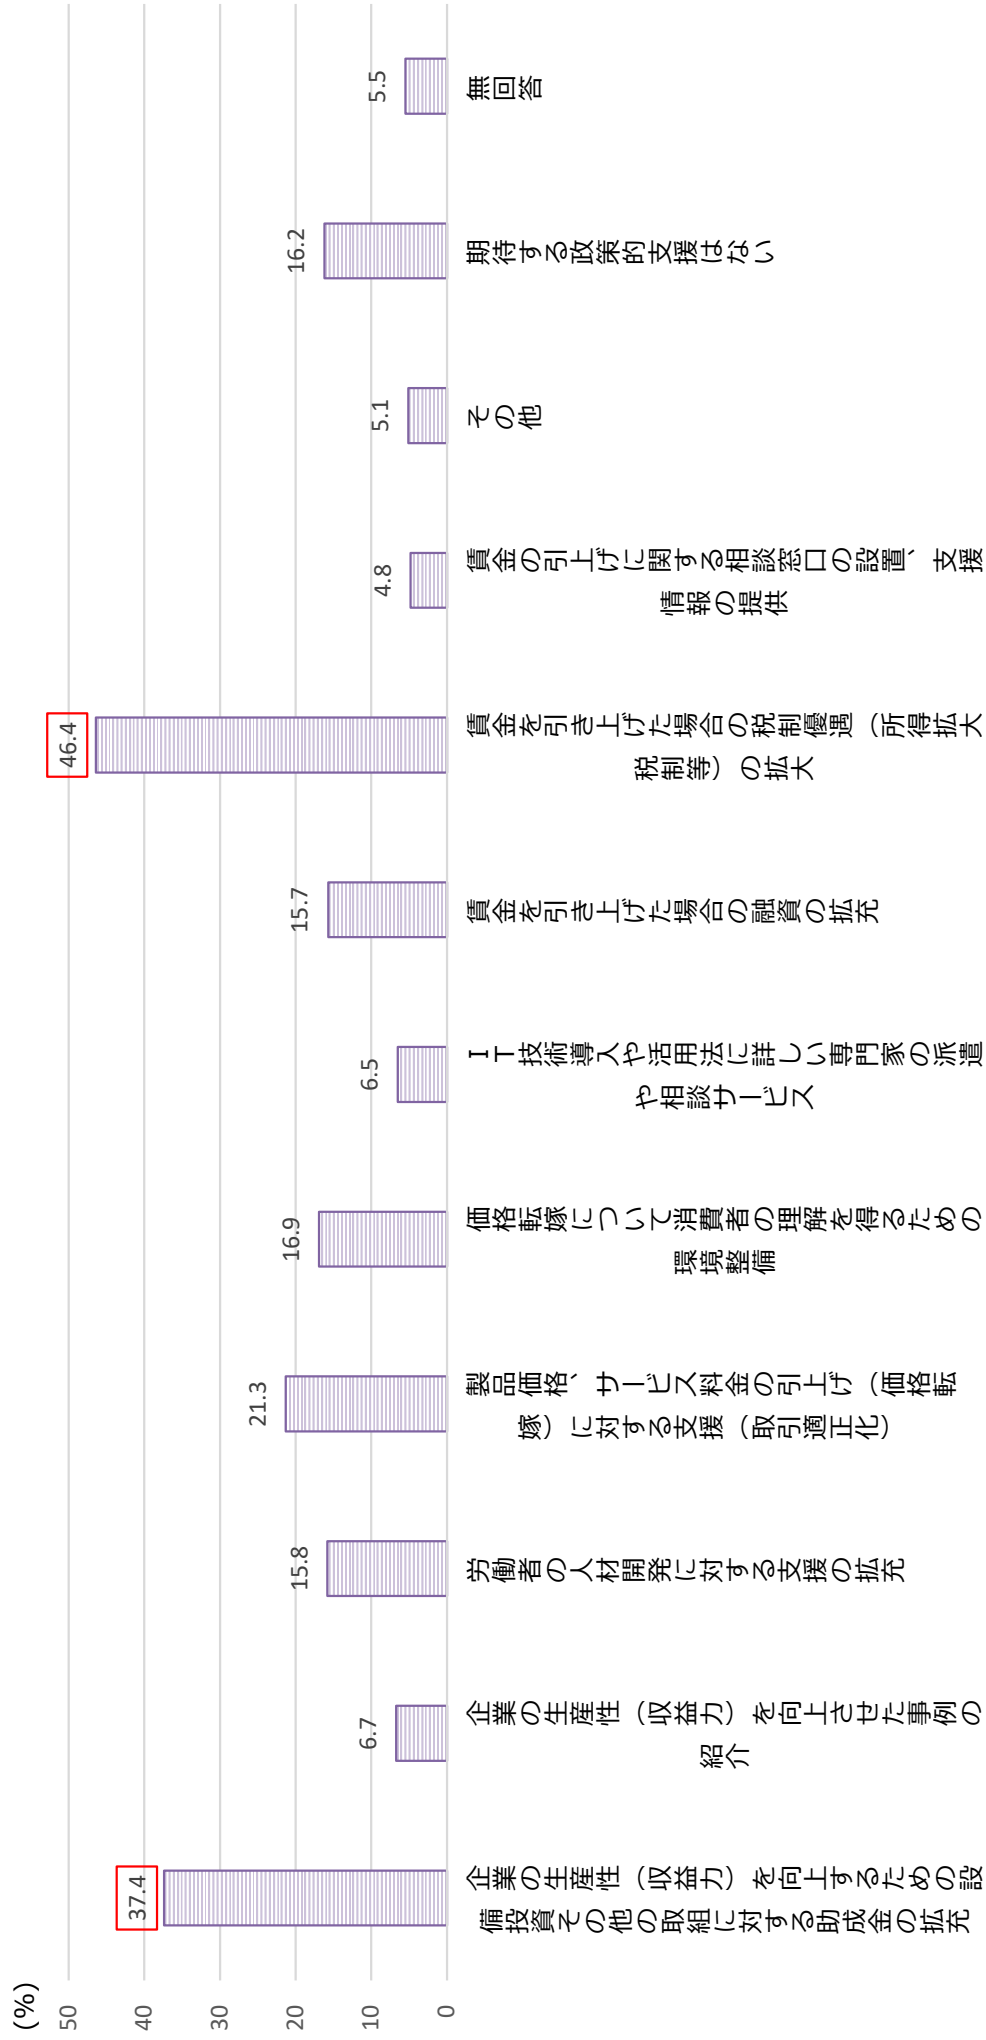 (%)
50
40
30
20
10
0
37.4
6.7
15.8
21.3
16.9
6.5
15.7
46.4
4.8
5.1
16.2
5.5
企業の生産性（収益力）を向上するための設
備投資その他の取組に対する助成金の拡充
企業の生産性（収益力）を向上させた事例の
紹介
労働者の人材開発に対する支援の拡充
製品価格、サービス料金の引上げ（価格転
嫁）に対する支援（取引適正化）
価格転嫁について消費者の理解を得るための
環境整備
ＩＴ技術導入や活用法に詳しい専門家の派遣
や相談サービス
賃金を引き上げた場合の融資の拡充
賃金を引き上げた場合の税制優遇（所得拡大
税制等）の拡大
賃金の引上げに関する相談窓口の設置、支援
情報の提供
その他
期待する政策的支援はない
無回答